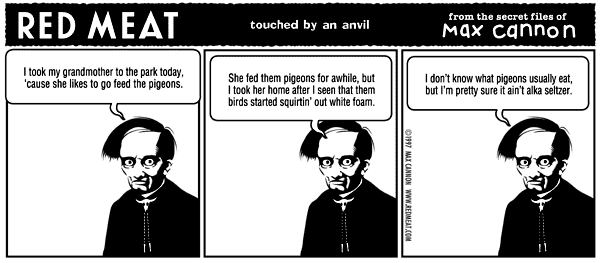 RED MEAT
touched by an anvil
from the secret files of
Max cannon
I took my grandmother to the park today,
'cause she likes to go feed the pigeons.
She fed them pigeons for awhile, but
I took her home after I seen that them
birds started squirtin' out white foam.
I don't know what pigeons usually eat,
but I'm pretty sure it ain't alka seltzer.
©1997 MAX CANNON WWW.REDMEAT.COM